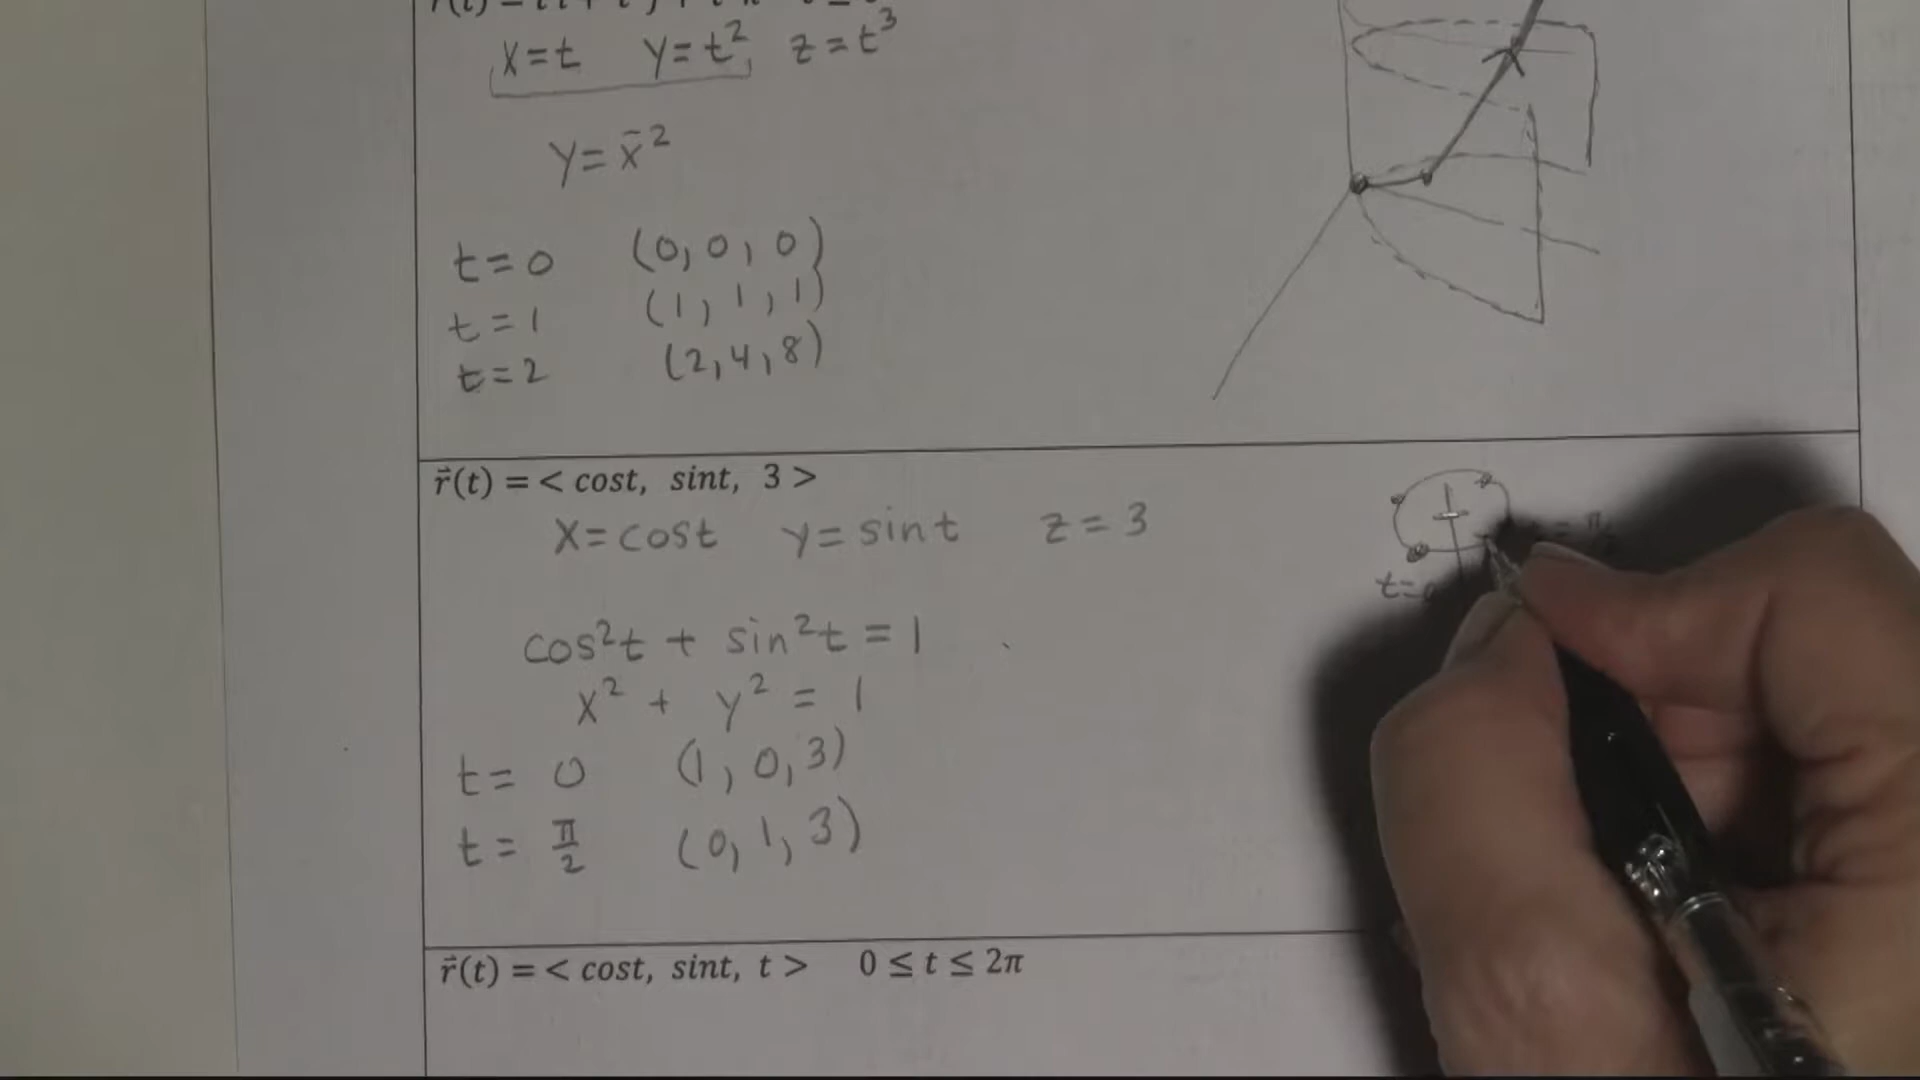 x=t y=t² z=t³
y=x²
t=0 (0, 0, 0)
t=1 (1, 1, 1)
t=2 (2, 4, 8)
r⃗(t) = < cost, sint, 3 >
x=cost y=sint z=3
cos²t + sin²t = 1
x² + y² = 1
t= 0 (1, 0, 3)
t= π/2 (0, 1, 3)
r⃗(t) = < cost, sint, t > 0 ≤ t ≤ 2π